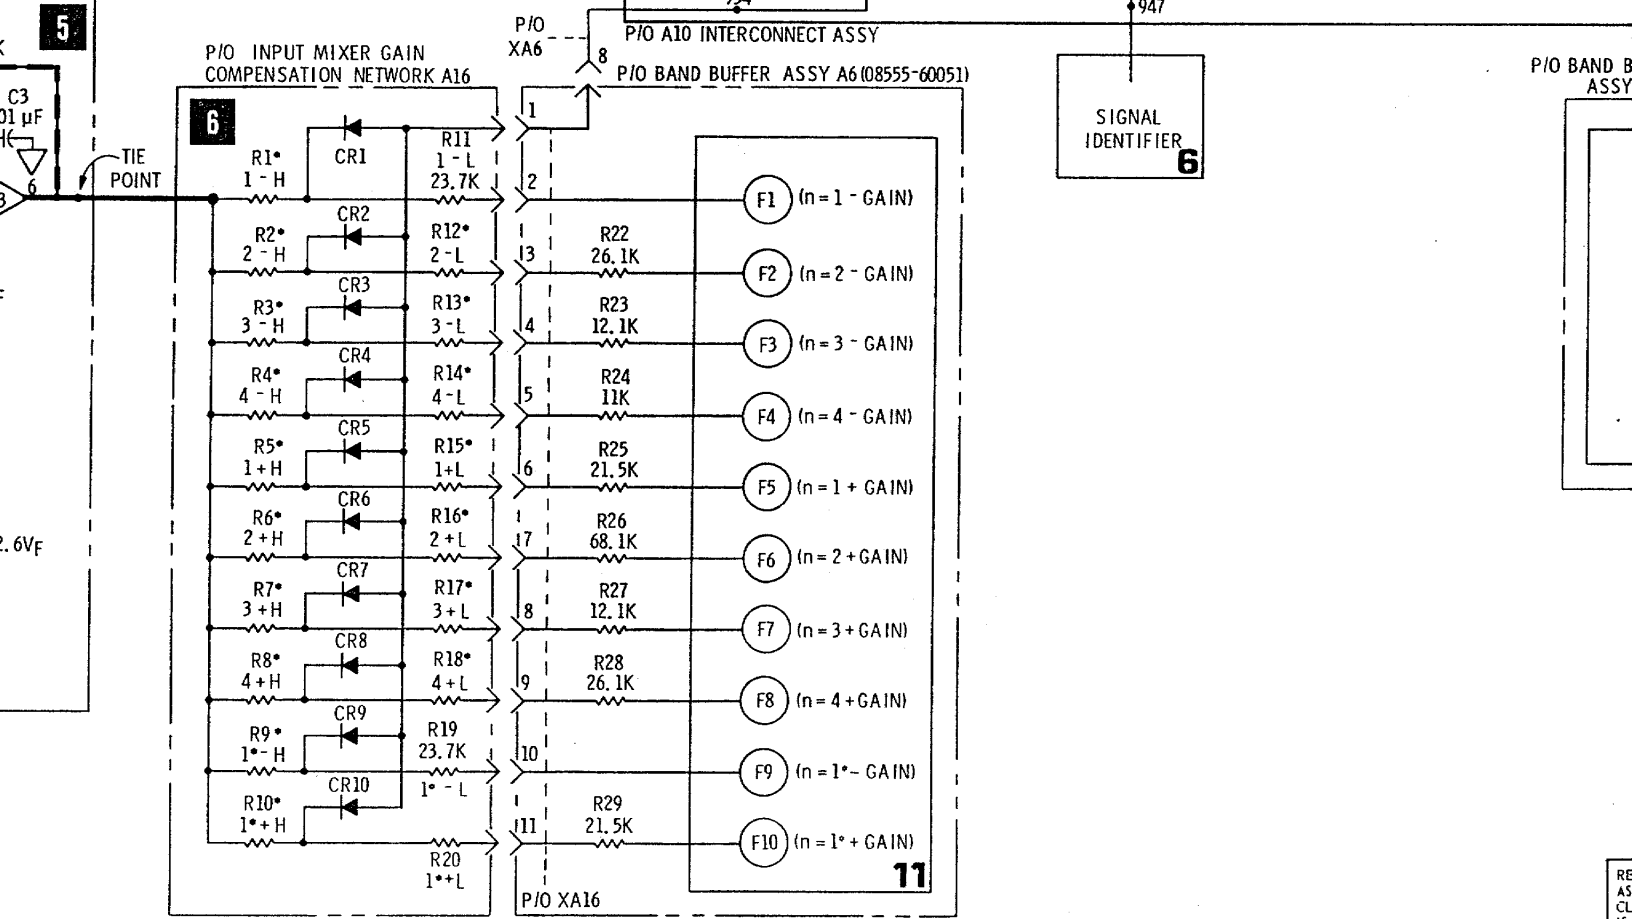 5
P/O
XA6
8
P/O A10 INTERCONNECT ASSY
947
P/O INPUT MIXER GAIN
COMPENSATION NETWORK A16
P/O BAND BUFFER ASSY A6 (08555-60051)
SIGNAL
IDENTIFIER
6
P/O BAND B
ASSY
C3
01 µF
6
TIE
POINT
2.6VF
6
CR1
R1*
1 - H
R11
1 - L
23.7K
1
2
F1 (n = 1 - GAIN)
CR2
R2*
2 - H
R12*
2 - L
3
R22
26.1K
F2 (n = 2 - GAIN)
CR3
R3*
3 - H
R13*
3 - L
4
R23
12.1K
F3 (n = 3 - GAIN)
CR4
R4*
4 - H
R14*
4 - L
5
R24
11K
F4 (n = 4 - GAIN)
CR5
R5*
1 + H
R15*
1 + L
6
R25
21.5K
F5 (n = 1 + GAIN)
CR6
R6*
2 + H
R16*
2 + L
7
R26
68.1K
F6 (n = 2 + GAIN)
CR7
R7*
3 + H
R17*
3 + L
8
R27
12.1K
F7 (n = 3 + GAIN)
CR8
R8*
4 + H
R18*
4 + L
9
R28
26.1K
F8 (n = 4 + GAIN)
CR9
R9*
1* - H
R19
23.7K
1* - L
10
F9 (n = 1* - GAIN)
CR10
R10*
1* + H
R20
1* + L
11
R29
21.5K
F10 (n = 1* + GAIN)
11
P/O XA16
RE
AS
CL